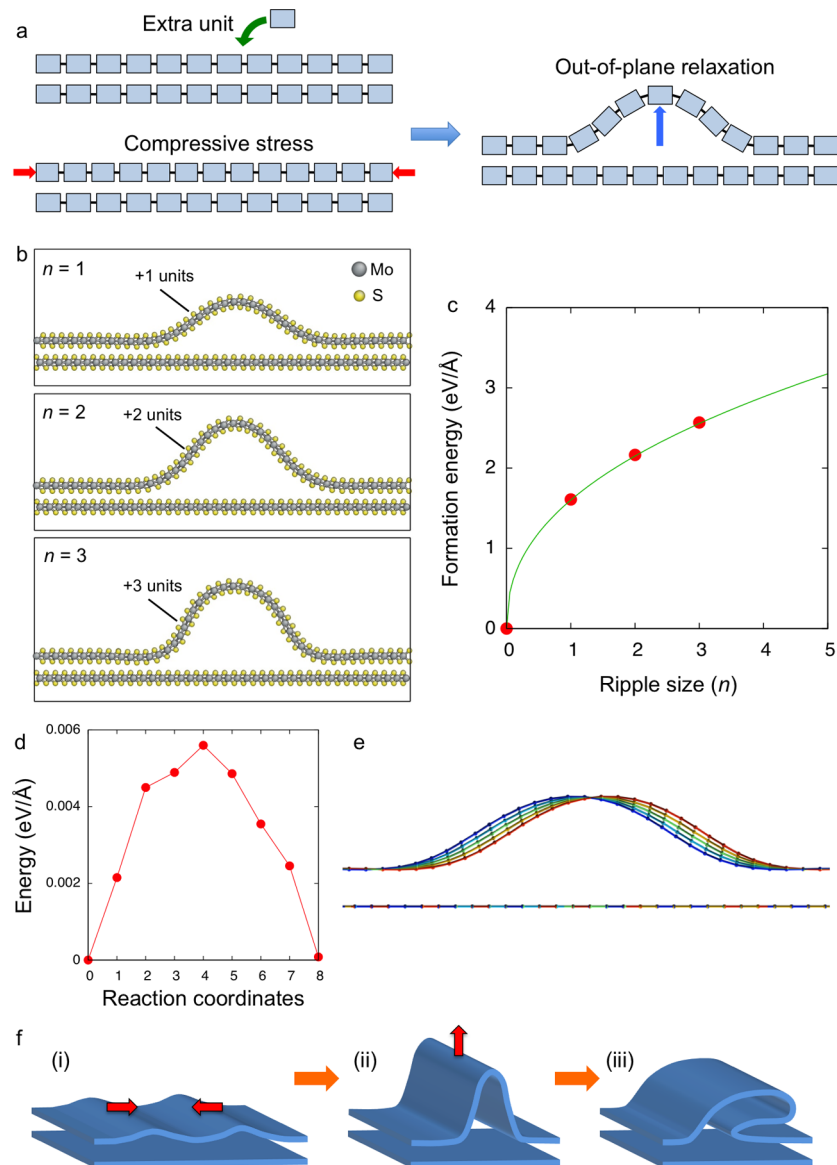 a
Extra unit
Compressive stress
Out-of-plane relaxation
b
n = 1
+1 units
Mo
S
n = 2
+2 units
n = 3
+3 units
c
Formation energy (eV/Å)
4
3
2
1
0
0 1 2 3 4 5
Ripple size (n)
d
Energy (eV/Å)
0.006
0.004
0.002
0
0 1 2 3 4 5 6 7 8
Reaction coordinates
e
f
(i)
(ii)
(iii)